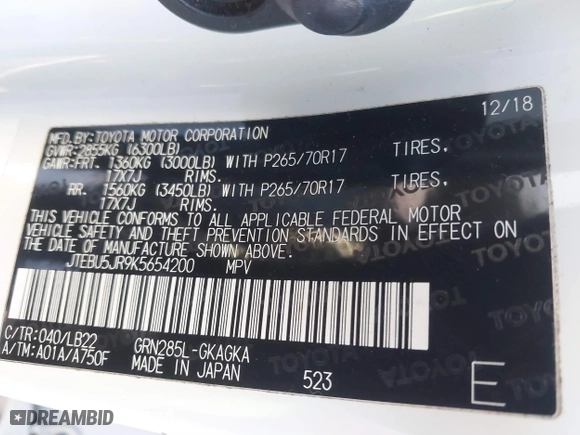 12/18
MFD.BY:TOYOTA MOTOR CORPORATION
GVWR:2855KG (6300LB)
GAWR:FRT. 1360KG (3000LB) WITH P265/70R17 TIRES.
17X7J RIMS.
RR. 1560KG (3450LB) WITH P265/70R17 TIRES.
17X7J RIMS.
THIS VEHICLE CONFORMS TO ALL APPLICABLE FEDERAL MOTOR
VEHICLE SAFETY AND THEFT PREVENTION STANDARDS IN EFFECT ON
THE DATE OF MANUFACTURE SHOWN ABOVE.
JTEBU5JR9K5654200 MPV
C/TR:040/LB22 GRN285L-GKAGKA
A/TM:A01A/A750F MADE IN JAPAN 523 E
TOYOTA
DREAMBID